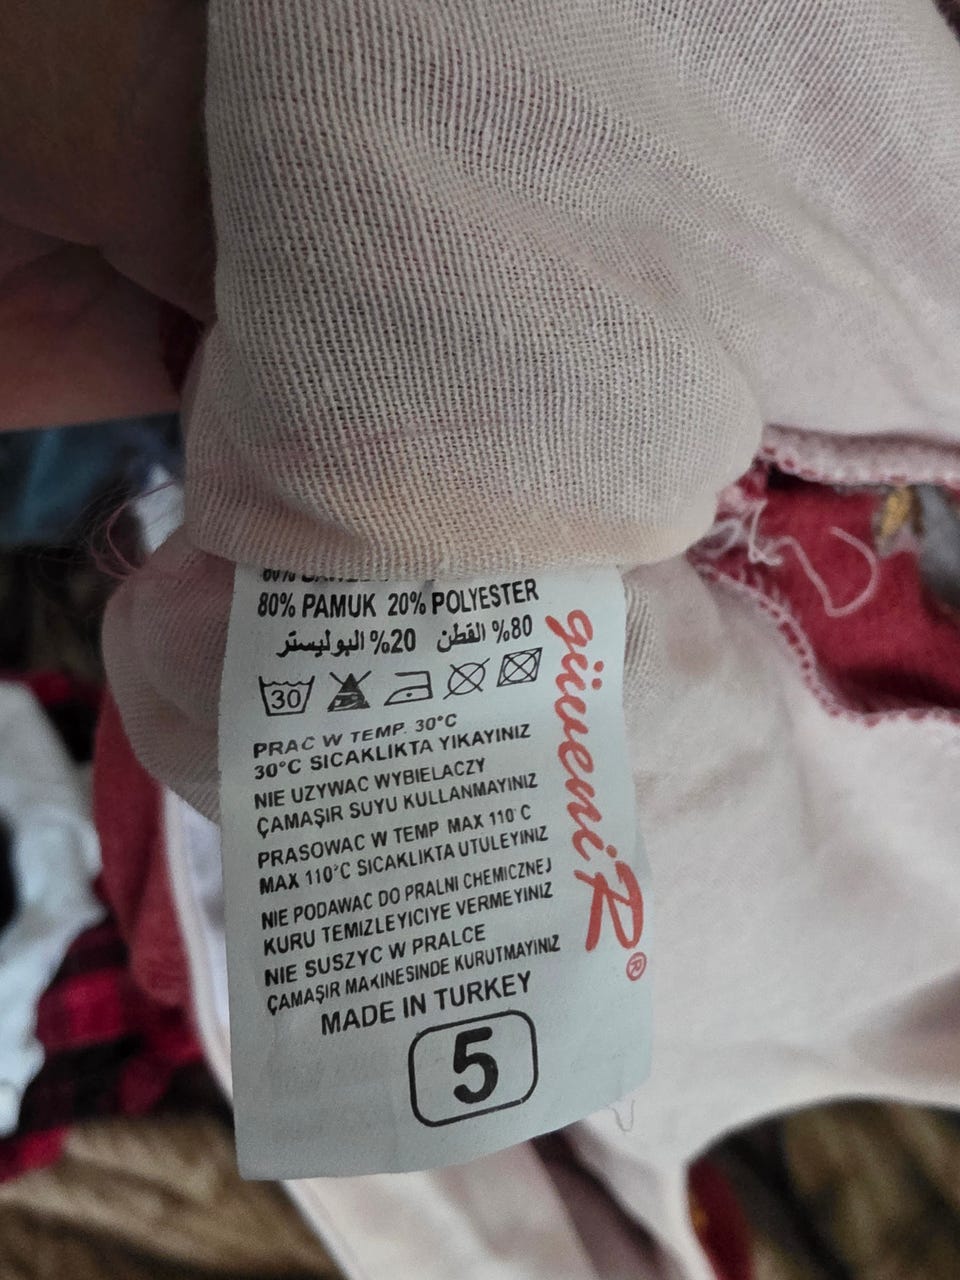 80% PAMUK 20% POLYESTER
80% القطن 20% البوليستر
30
PRAC W TEMP. 30°C
30°C SICAKLIKTA YIKAYINIZ
NIE UZYWAC WYBIELACZY
ÇAMAŞIR SUYU KULLANMAYINIZ
PRASOWAC W TEMP MAX 110°C
MAX 110°C SICAKLIKTA UTULEYINIZ
NIE PODAWAC DO PRALNI CHEMICZNEJ
KURU TEMIZLEYICIYE VERMEYINIZ
NIE SUSZYC W PRALCE
ÇAMAŞIR MAKINESINDE KURUTMAYINIZ
MADE IN TURKEY
5
güveniR®